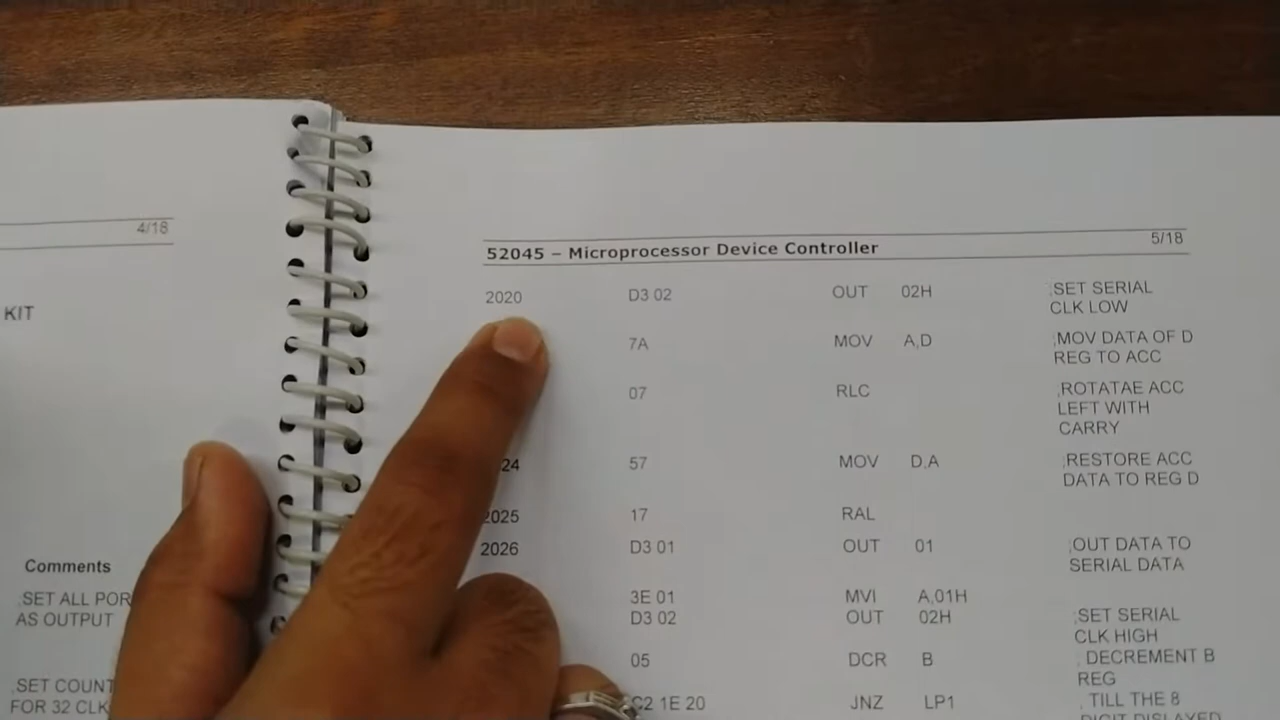 4/18
KIT
Comments
;SET ALL POR
AS OUTPUT
;SET COUNT
FOR 32 CLK
52045 – Microprocessor Device Controller 5/18
2020 D3 02 OUT 02H ;SET SERIAL
CLK LOW
7A MOV A,D ;MOV DATA OF D
REG TO ACC
07 RLC ;ROTATAE ACC
LEFT WITH
CARRY
24 57 MOV D,A ;RESTORE ACC
DATA TO REG D
2025 17 RAL
2026 D3 01 OUT 01 ;OUT DATA TO
SERIAL DATA
3E 01 MVI A,01H
D3 02 OUT 02H ;SET SERIAL
CLK HIGH
05 DCR B ; DECREMENT B
REG
C2 1E 20 JNZ LP1 ; TILL THE 8
DIGIT DISLAYED